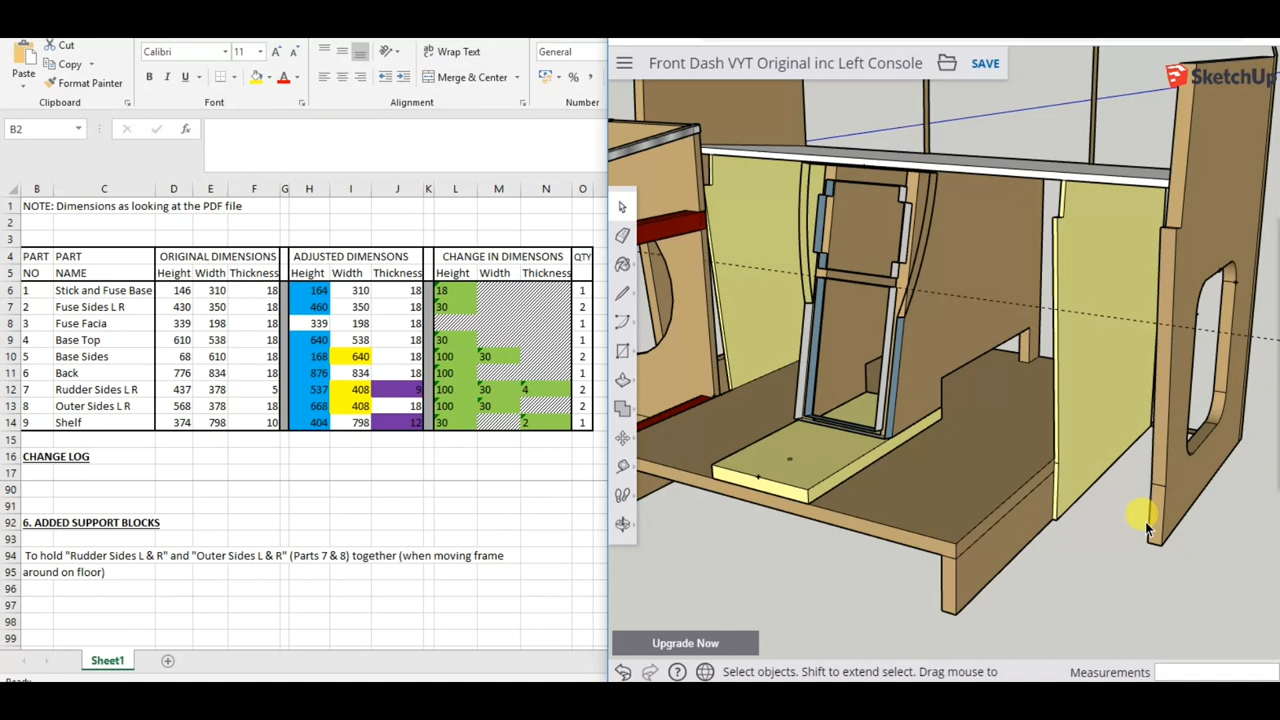 Cut
Copy
Format Painter
Paste
Clipboard
Calibri
11
B I U
Font
Wrap Text
Merge & Center
Alignment
General
%
Number
B2
fx
B C D E F G H I J K L M N O
1 NOTE: Dimensions as looking at the PDF file
2
3
4 PART PART ORIGINAL DIMENSIONS ADJUSTED DIMENSONS CHANGE IN DIMENSIONS QTY
5 NO NAME Height Width Thickness Height Width Thickness Height Width Thickness
6 1 Stick and Fuse Base 146 310 18 164 310 18 18 1
7 2 Fuse Sides L R 430 350 18 460 350 18 30 2
8 3 Fuse Facia 339 198 18 339 198 18 1
9 4 Base Top 610 538 18 640 538 18 30 1
10 5 Base Sides 68 610 18 168 640 18 100 30 2
11 6 Back 776 834 18 876 834 18 100 1
12 7 Rudder Sides L R 437 378 5 537 408 9 100 30 4 2
13 8 Outer Sides L R 568 378 18 668 408 18 100 30 2
14 9 Shelf 374 798 10 404 798 12 30 2 1
15
16 CHANGE LOG
17
90
91
92 6. ADDED SUPPORT BLOCKS
93
94 To hold "Rudder Sides L & R" and "Outer Sides L & R" (Parts 7 & 8) together (when moving frame
95 around on floor)
96
97
98
99
Sheet1
Front Dash VYT Original inc Left Console
SAVE
SketchUp
Upgrade Now
Select objects. Shift to extend select. Drag mouse to
Measurements